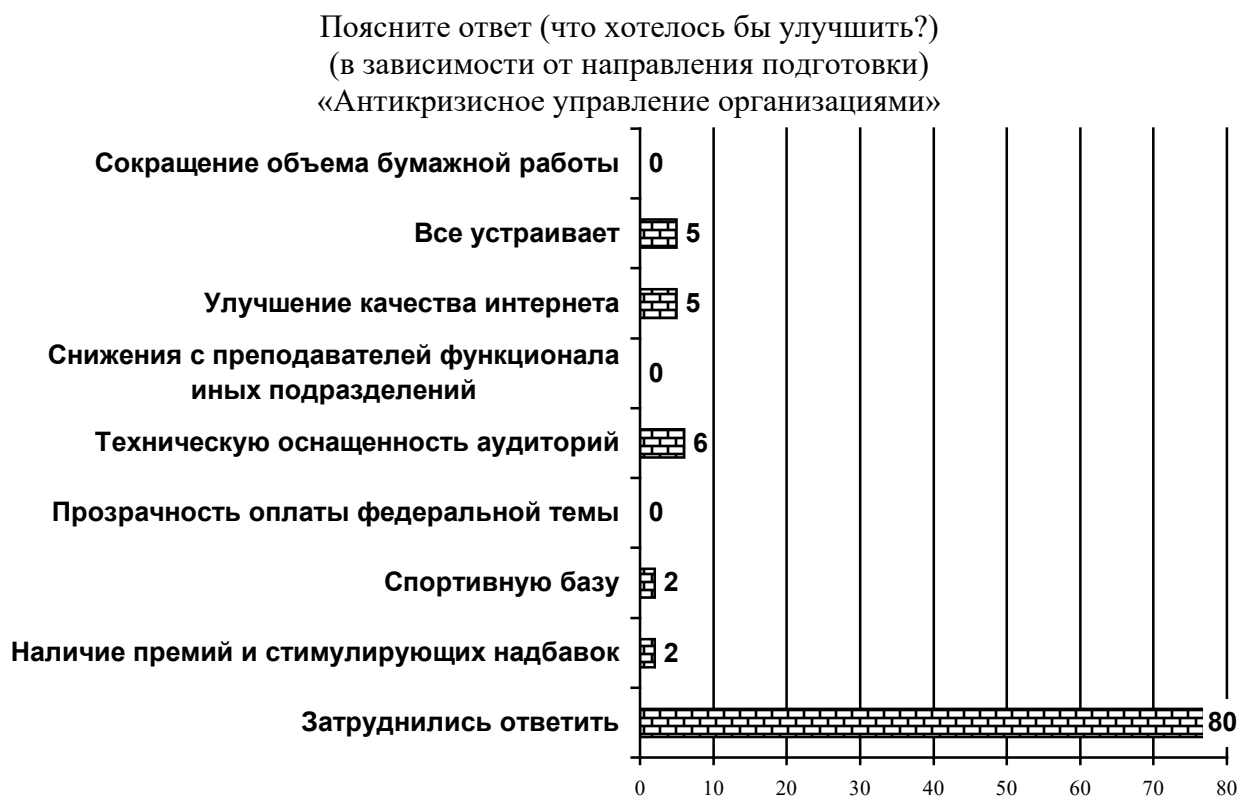 Поясните ответ (что хотелось бы улучшить?)
(в зависимости от направления подготовки)
«Антикризисное управление организациями»
Сокращение объема бумажной работы 0
Все устраивает 5
Улучшение качества интернета 5
Снижения с преподавателей функционала
иных подразделений 0
Техническую оснащенность аудиторий 6
Прозрачность оплаты федеральной темы 0
Спортивную базу 2
Наличие премий и стимулирующих надбавок 2
Затруднились ответить 80
0 10 20 30 40 50 60 70 80